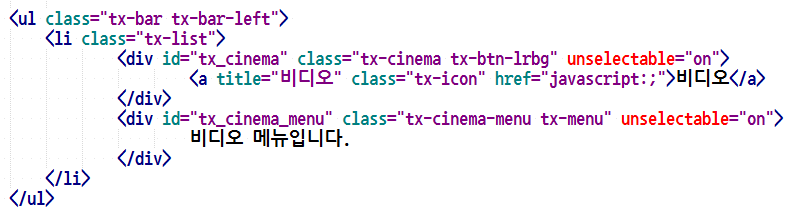 <ul class="tx-bar tx-bar-left">
<li class="tx-list">
<div id="tx_cinema" class="tx-cinema tx-btn-lrbg" unselectable="on">
<a title="비디오" class="tx-icon" href="javascript:;">비디오</a>
</div>
<div id="tx_cinema_menu" class="tx-cinema-menu tx-menu" unselectable="on">
비디오 메뉴입니다.
</div>
</li>
</ul>